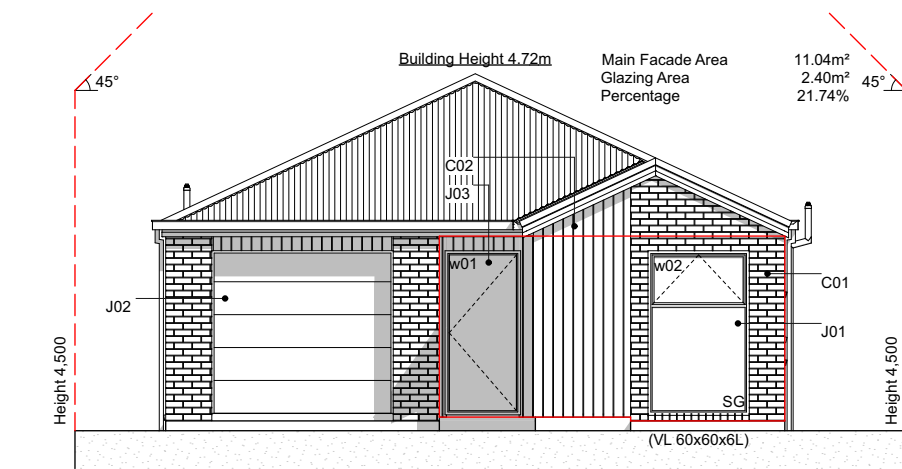 Building Height 4.72m
Main Facade Area 11.04m²
Glazing Area 2.40m²
Percentage 21.74%
45°
45°
C02
J03
w01
w02
C01
J02
J01
Height 4,500
Height 4,500
SG
(VL 60x60x6L)